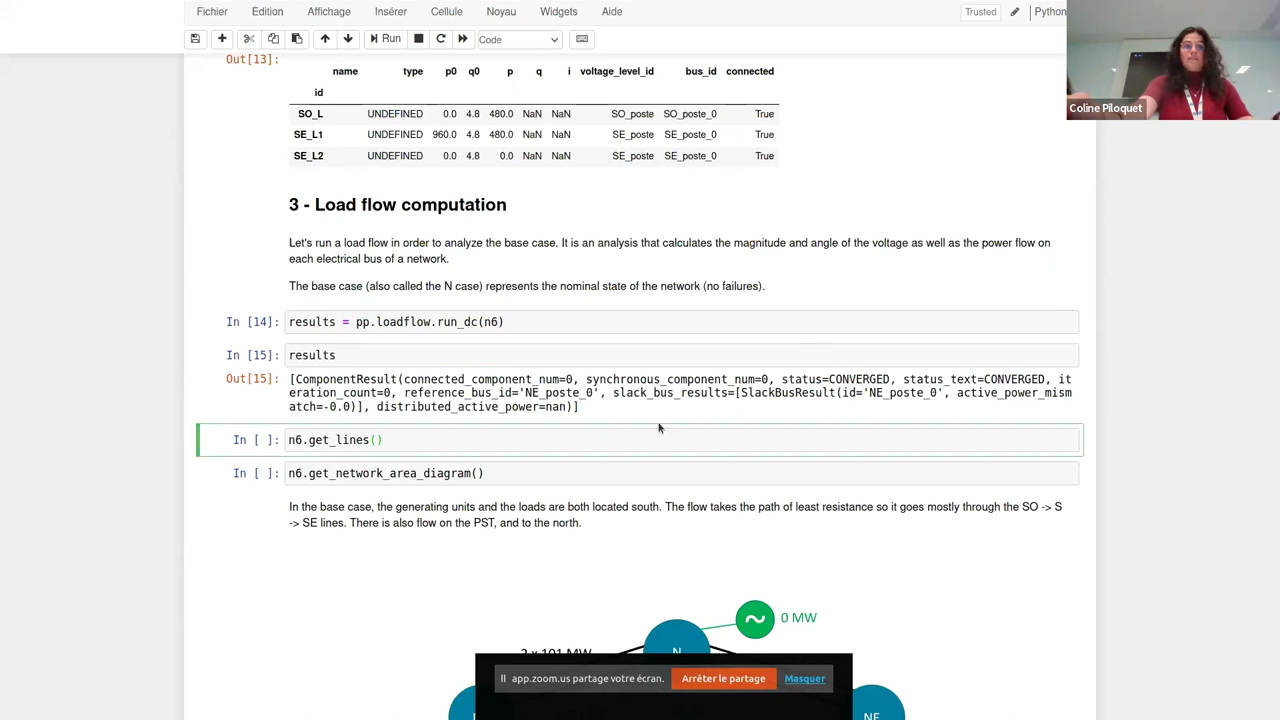 Fichier Édition Affichage Insérer Cellule Noyau Widgets Aide Trusted Python
Run Code
Coline Piloquet
Out[13]:
name type p0 q0 p q i voltage_level_id bus_id connected
id
SO_L UNDEFINED 0.0 4.8 480.0 NaN NaN SO_poste SO_poste_0 True
SE_L1 UNDEFINED 960.0 4.8 480.0 NaN NaN SE_poste SE_poste_0 True
SE_L2 UNDEFINED 0.0 4.8 0.0 NaN NaN SE_poste SE_poste_0 True
3 - Load flow computation
Let's run a load flow in order to analyze the base case. It is an analysis that calculates the magnitude and angle of the voltage as well as the power flow on
each electrical bus of a network.
The base case (also called the N case) represents the nominal state of the network (no failures).
In [14]: results = pp.loadflow.run_dc(n6)
In [15]: results
Out[15]: [ComponentResult(connected_component_num=0, synchronous_component_num=0, status=CONVERGED, status_text=CONVERGED, it
eration_count=0, reference_bus_id='NE_poste_0', slack_bus_results=[SlackBusResult(id='NE_poste_0', active_power_mism
atch=-0.0)], distributed_active_power=nan)]
In [ ]: n6.get_lines()
In [ ]: n6.get_network_area_diagram()
In the base case, the generating units and the loads are both located south. The flow takes the path of least resistance so it goes mostly through the SO -> S
-> SE lines. There is also flow on the PST, and to the north.
0 MW
N
2 x 101 MW
app.zoom.us partage votre écran. Arrêter le partage Masquer
NE